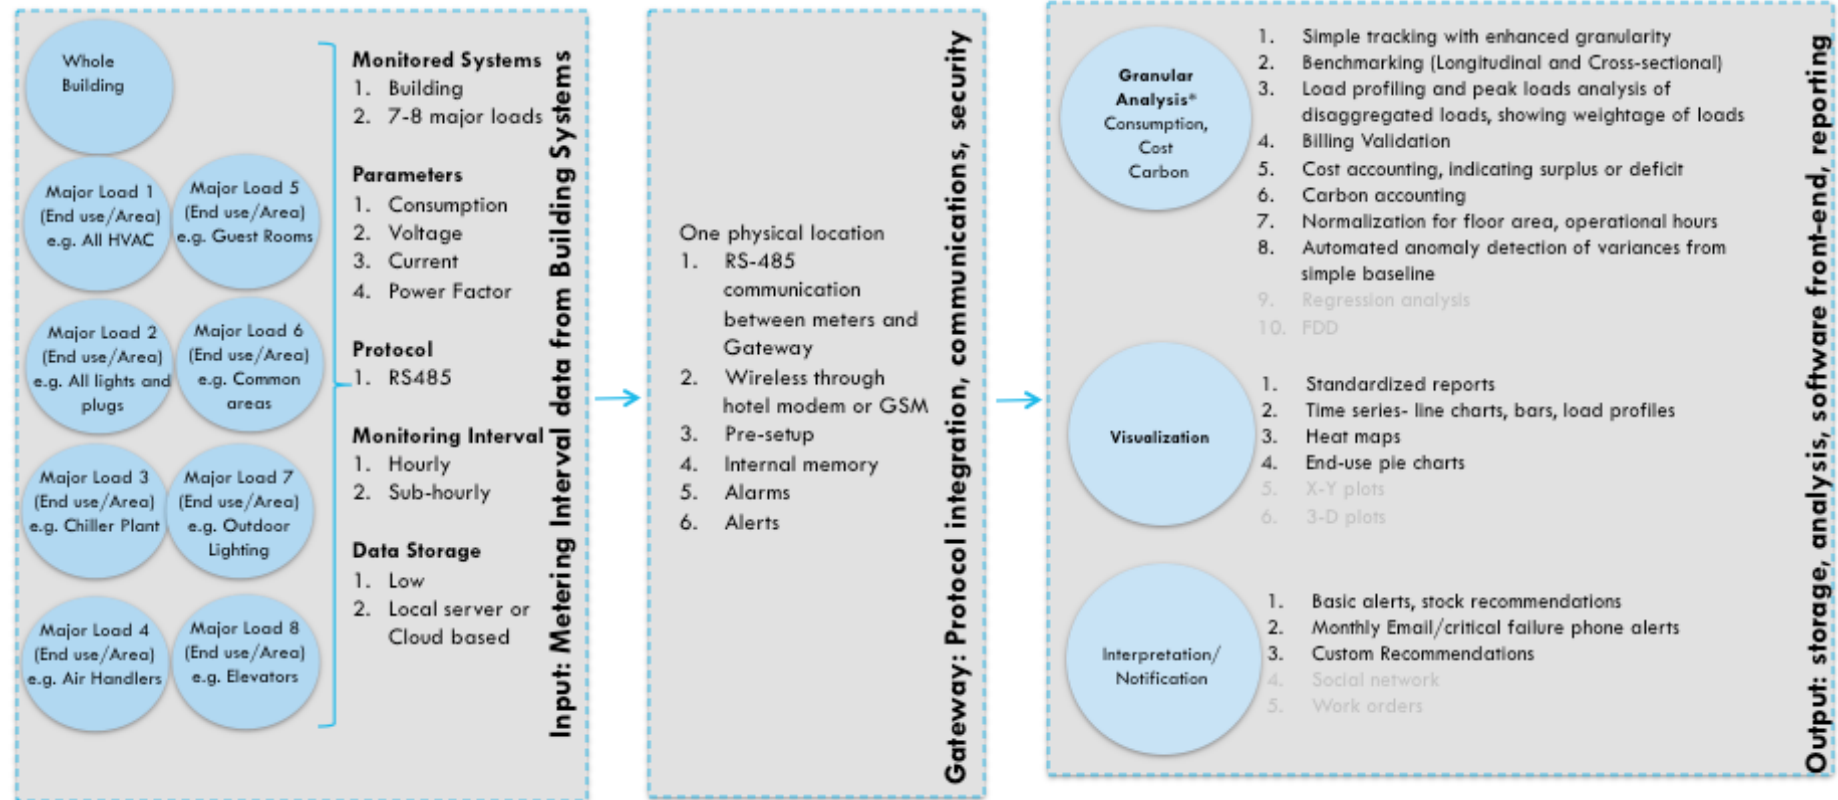 Whole
Building
Major Load 1
(End use/Area)
e.g. All HVAC
Major Load 5
(End use/Area)
e.g. Guest Rooms
Major Load 2
(End use/Area)
e.g. All lights and
plugs
Major Load 6
(End use/Area)
e.g. Common
areas
Major Load 3
(End use/Area)
e.g. Chiller Plant
Major Load 7
(End use/Area)
e.g. Outdoor
Lighting
Major Load 4
(End use/Area)
e.g. Air Handlers
Major Load 8
(End use/Area)
e.g. Elevators
Monitored Systems
1. Building
2. 7-8 major loads
Parameters
1. Consumption
2. Voltage
3. Current
4. Power Factor
Protocol
1. RS485
Monitoring Interval
1. Hourly
2. Sub-hourly
Data Storage
1. Low
2. Local server or
Cloud based
Input: Metering Interval data from Building Systems
One physical location
1. RS-485
communication
between meters and
Gateway
2. Wireless through
hotel modem or GSM
3. Pre-setup
4. Internal memory
5. Alarms
6. Alerts
Gateway: Protocol integration, communications, security
Granular
Analysis*
Consumption,
Cost
Carbon
1. Simple tracking with enhanced granularity
2. Benchmarking (Longitudinal and Cross-sectional)
3. Load profiling and peak loads analysis of
disaggregated loads, showing weightage of loads
4. Billing Validation
5. Cost accounting, indicating surplus or deficit
6. Carbon accounting
7. Normalization for floor area, operational hours
8. Automated anomaly detection of variances from
simple baseline
9. Regression analysis
10. FDD
Visualization
1. Standardized reports
2. Time series- line charts, bars, load profiles
3. Heat maps
4. End-use pie charts
5. X-Y plots
6. 3-D plots
Interpretation/
Notification
1. Basic alerts, stock recommendations
2. Monthly Email/critical failure phone alerts
3. Custom Recommendations
4. Social network
5. Work orders
Output: storage, analysis, software front-end, reporting